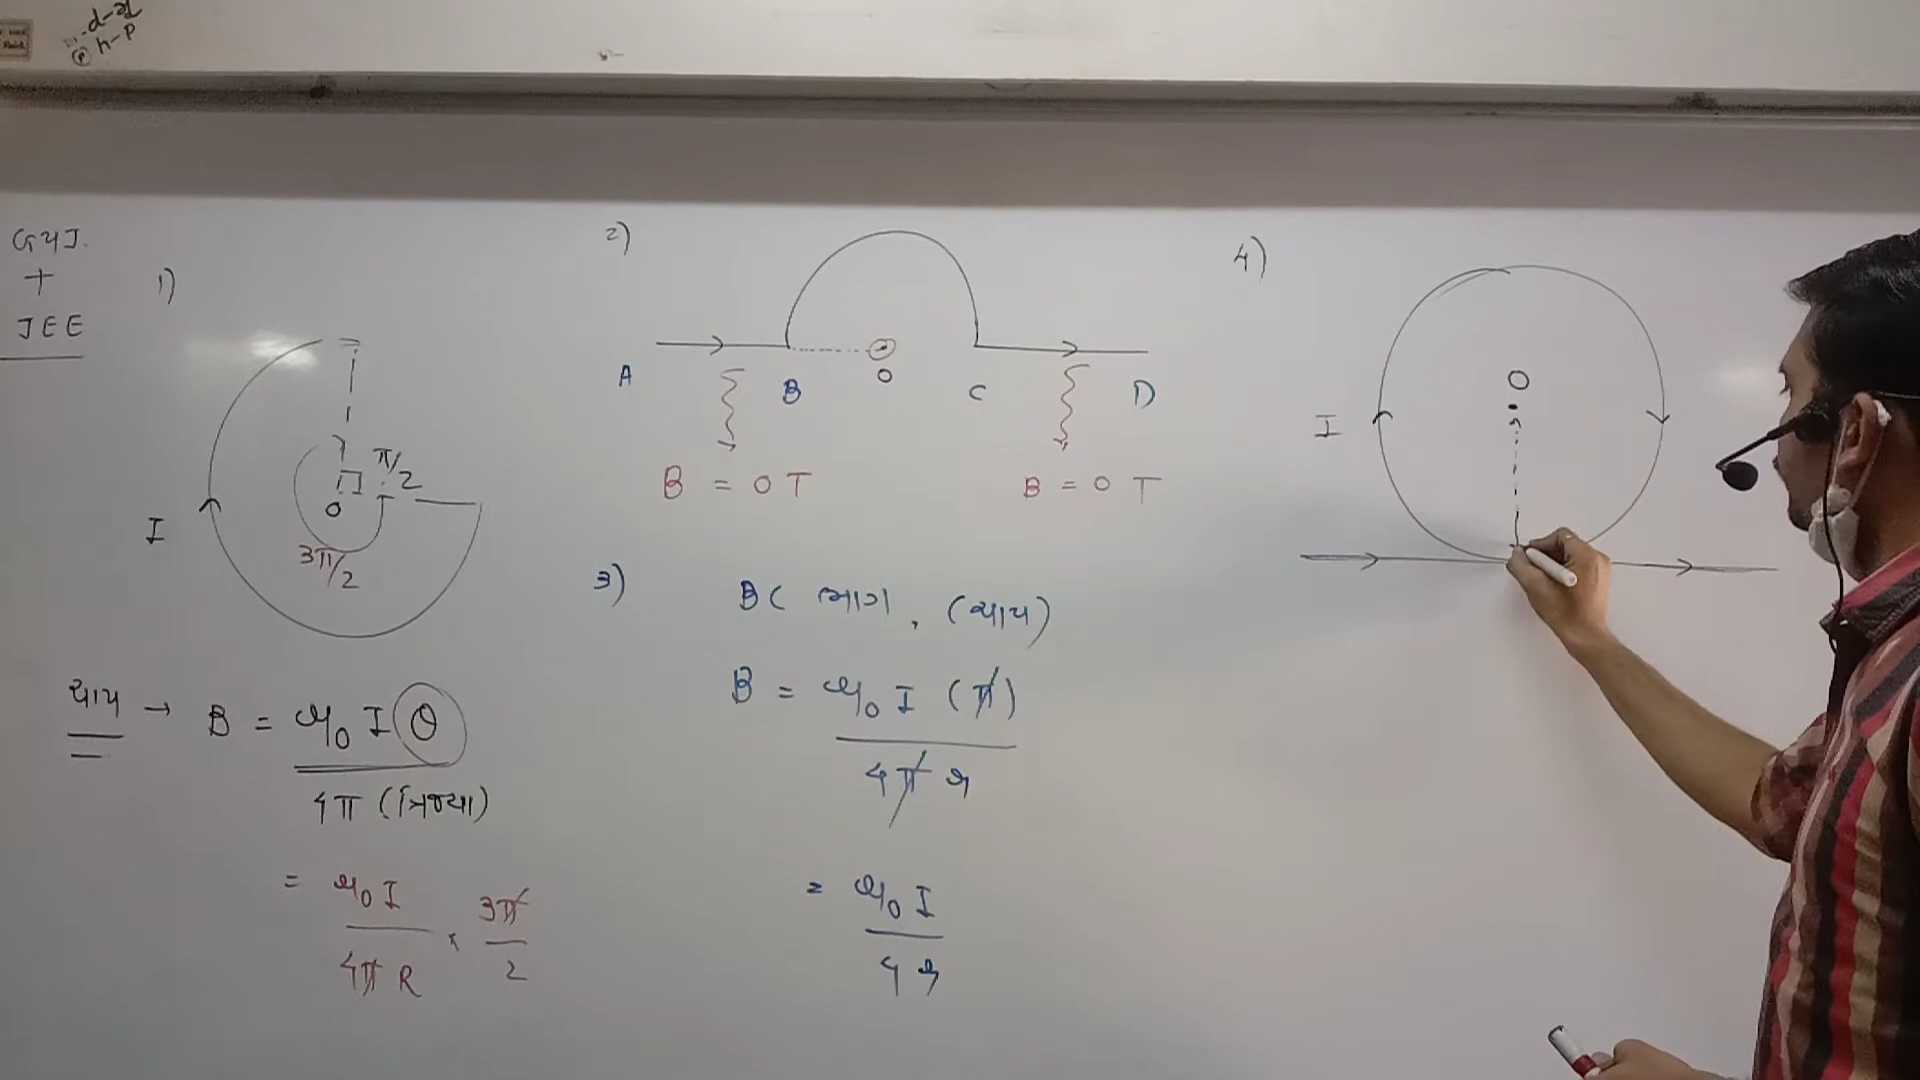 d-થ
n-p
GUJ.
+
JEE
1)
π/2
O
I
3π/2
ચાપ → B = μ₀ I θ
4π (ત્રિજ્યા)
= μ₀ I × 3π
4π R 2
2)
A B O C D
B = 0 T
B = 0 T
3) BC ભાગ, (ચાપ)
B = μ₀ I (π)
4π r
= μ₀ I
4 r
4)
O
I